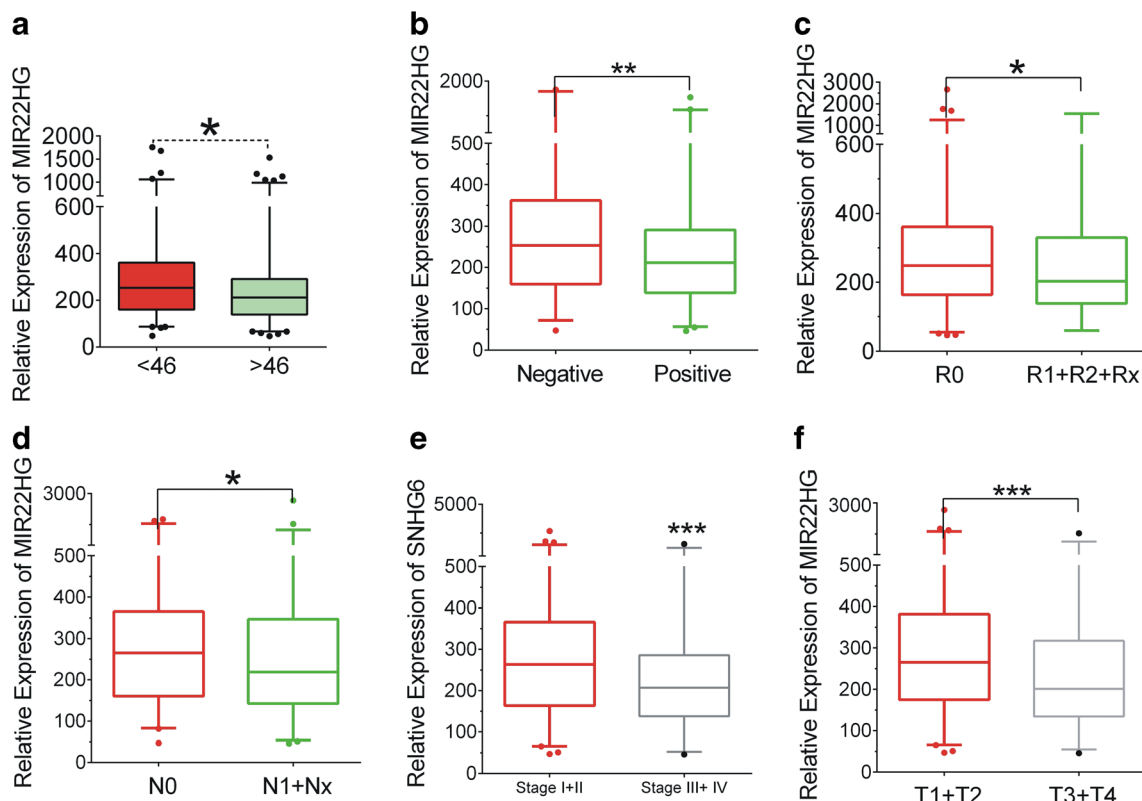 a
Relative Expression of MIR22HG
*
2000
1500
1000
600
400
200
0
<46
>46
b
Relative Expression of MIR22HG
**
2000
500
400
300
200
100
0
Negative
Positive
c
Relative Expression of MIR22HG
*
3000
2000
1000
600
400
200
0
R0
R1+R2+Rx
d
Relative Expression of MIR22HG
*
3000
500
400
300
200
100
0
N0
N1+Nx
e
Relative Expression of SNHG6
***
5000
500
400
300
200
100
0
Stage I+II
Stage III+ IV
f
Relative Expression of MIR22HG
***
3000
500
400
300
200
100
0
T1+T2
T3+T4